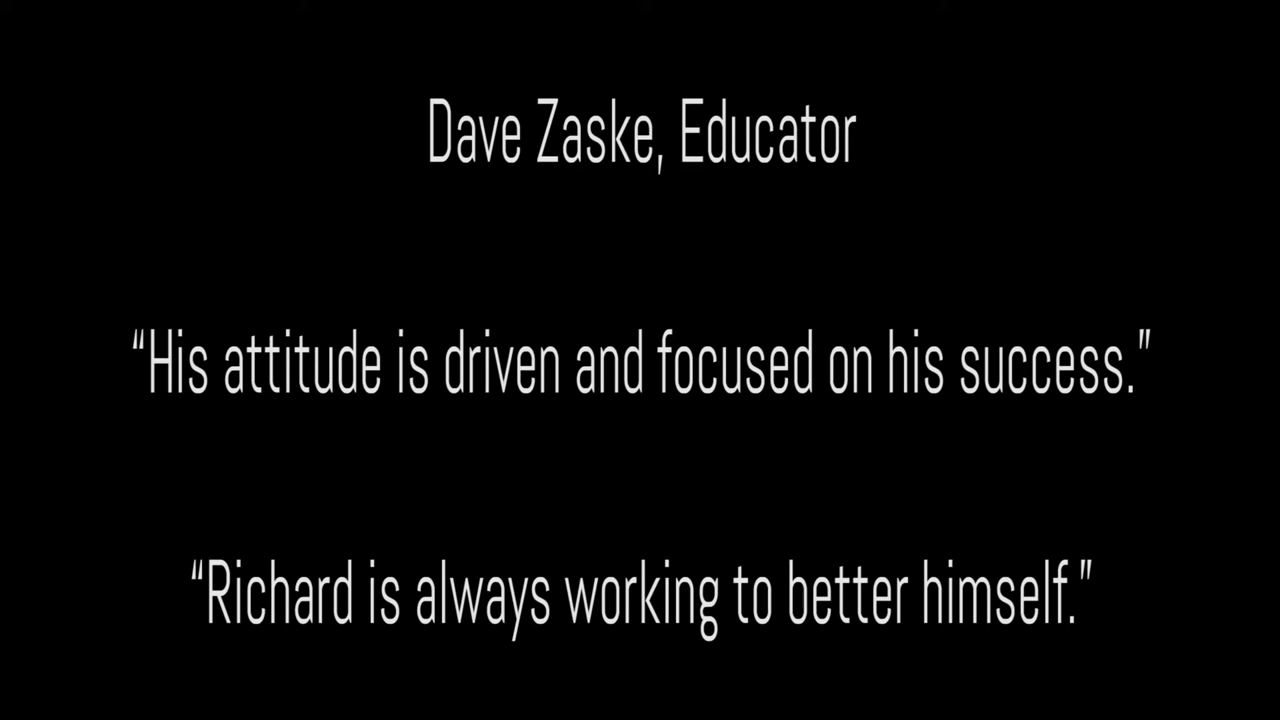 Dave Zaske, Educator
“His attitude is driven and focused on his success.”
“Richard is always working to better himself.”